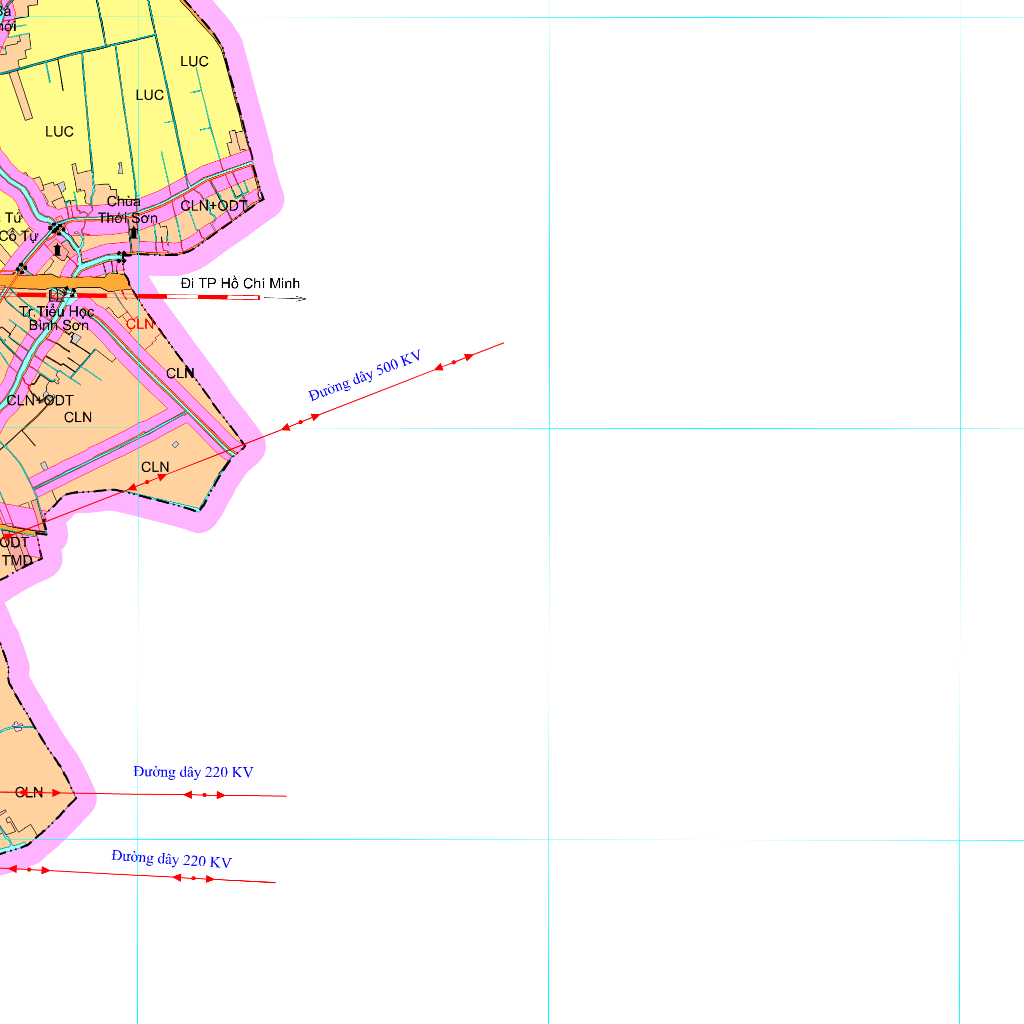 LUC
LUC
LUC
Chùa
Thới Sơn
CLN+ODT
Tứ
Cô Tự
Đi TP Hồ Chí Minh
Tr.Tiểu Học
Bình Sơn
CLN
CLN
Đường dây 500 KV
CLN+ODT
CLN
CLN
ODT
TMD
Đường dây 220 KV
CLN
Đường dây 220 KV